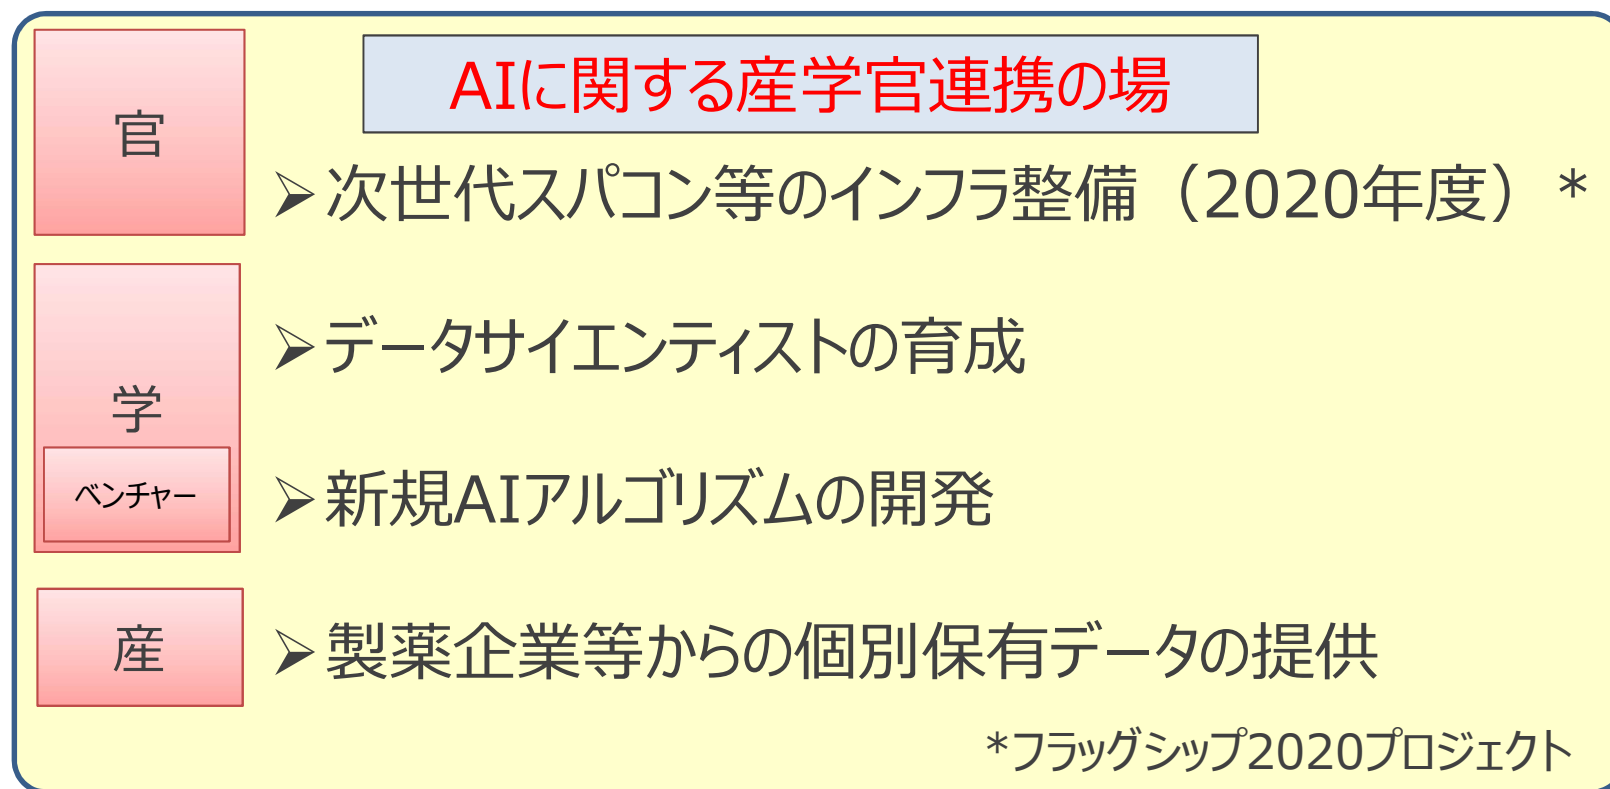 AIに関する産学官連携の場
官
➢次世代スパコン等のインフラ整備（2020年度）*
➢データサイエンティストの育成
学
ベンチャー
➢新規AIアルゴリズムの開発
産
➢製薬企業等からの個別保有データの提供
*フラッグシップ2020プロジェクト